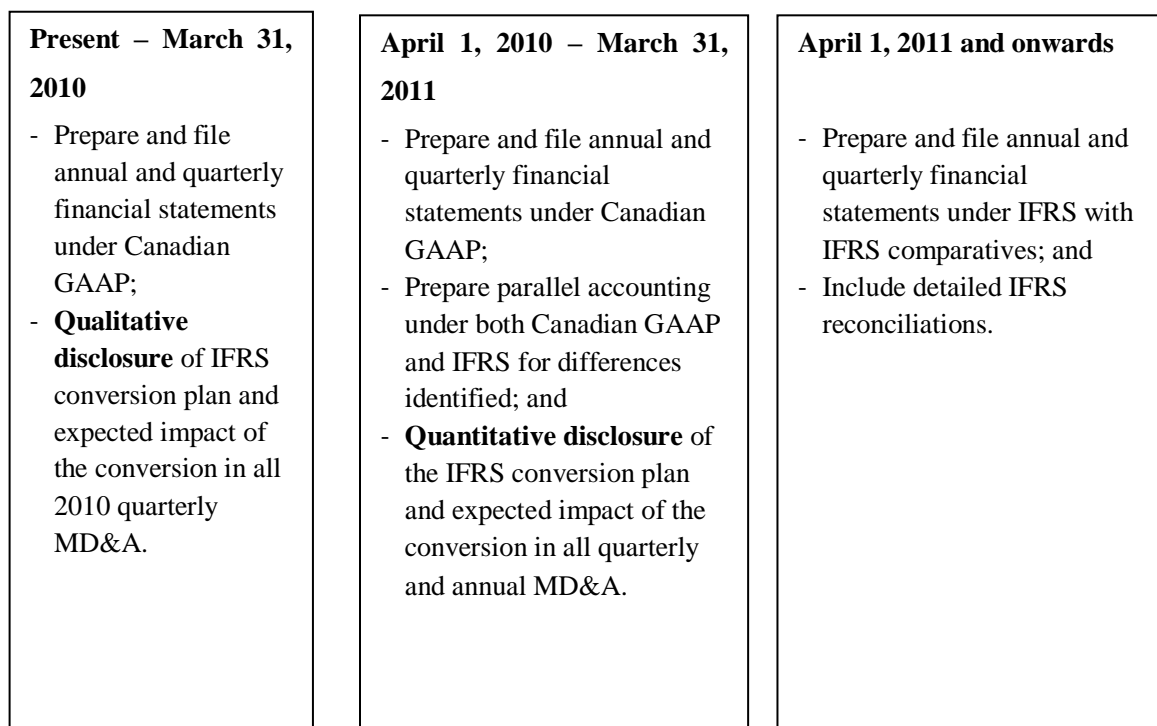 Present – March 31,
2010
- Prepare and file
annual and quarterly
financial statements
under Canadian
GAAP;
- Qualitative
disclosure of IFRS
conversion plan and
expected impact of
the conversion in all
2010 quarterly
MD&A.
April 1, 2010 – March 31,
2011
- Prepare and file annual and
quarterly financial
statements under Canadian
GAAP;
- Prepare parallel accounting
under both Canadian GAAP
and IFRS for differences
identified; and
- Quantitative disclosure of
the IFRS conversion plan
and expected impact of the
conversion in all quarterly
and annual MD&A.
April 1, 2011 and onwards
- Prepare and file annual and
quarterly financial
statements under IFRS with
IFRS comparatives; and
- Include detailed IFRS
reconciliations.